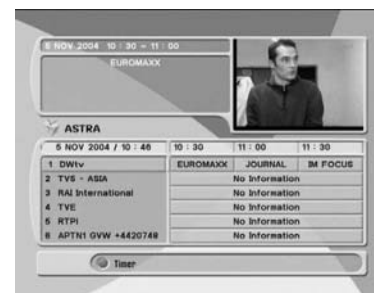 6 NOV 2004 10 : 30 ~ 11 : 00
EUROMAXX
ASTRA
5 NOV 2004 / 10 : 46 10 : 30 11 : 00 11 : 30
1 DWtv EUROMAXX JOURNAL IM FOCUS
2 TV5 - ASIA No Information
3 RAI International No Information
4 TVE No Information
5 RTPI No Information
6 APTN1 GVW +4420749 No Information
Timer